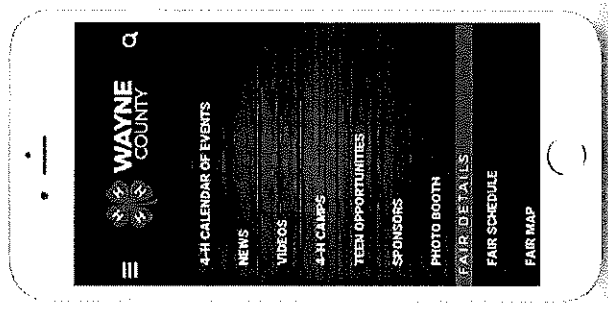 WAYNE
COUNTY
4-H CALENDAR OF EVENTS
NEWS
VIDEOS
4-H CAMPS
TEEN OPPORTUNITIES
SPONSORS
PHOTO BOOTH
FAIR DETAILS
FAIR SCHEDULE
FAIR MAP